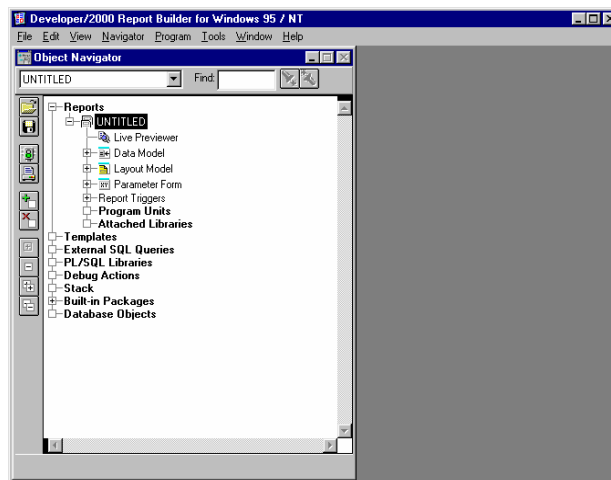 Developer/2000 Report Builder for Windows 95 / NT
File Edit View Navigator Program Tools Window Help
Object Navigator
UNTITLED Find:
Reports
UNTITLED
Live Previewer
Data Model
Layout Model
Parameter Form
Report Triggers
Program Units
Attached Libraries
Templates
External SQL Queries
PL/SQL Libraries
Debug Actions
Stack
Built-in Packages
Database Objects